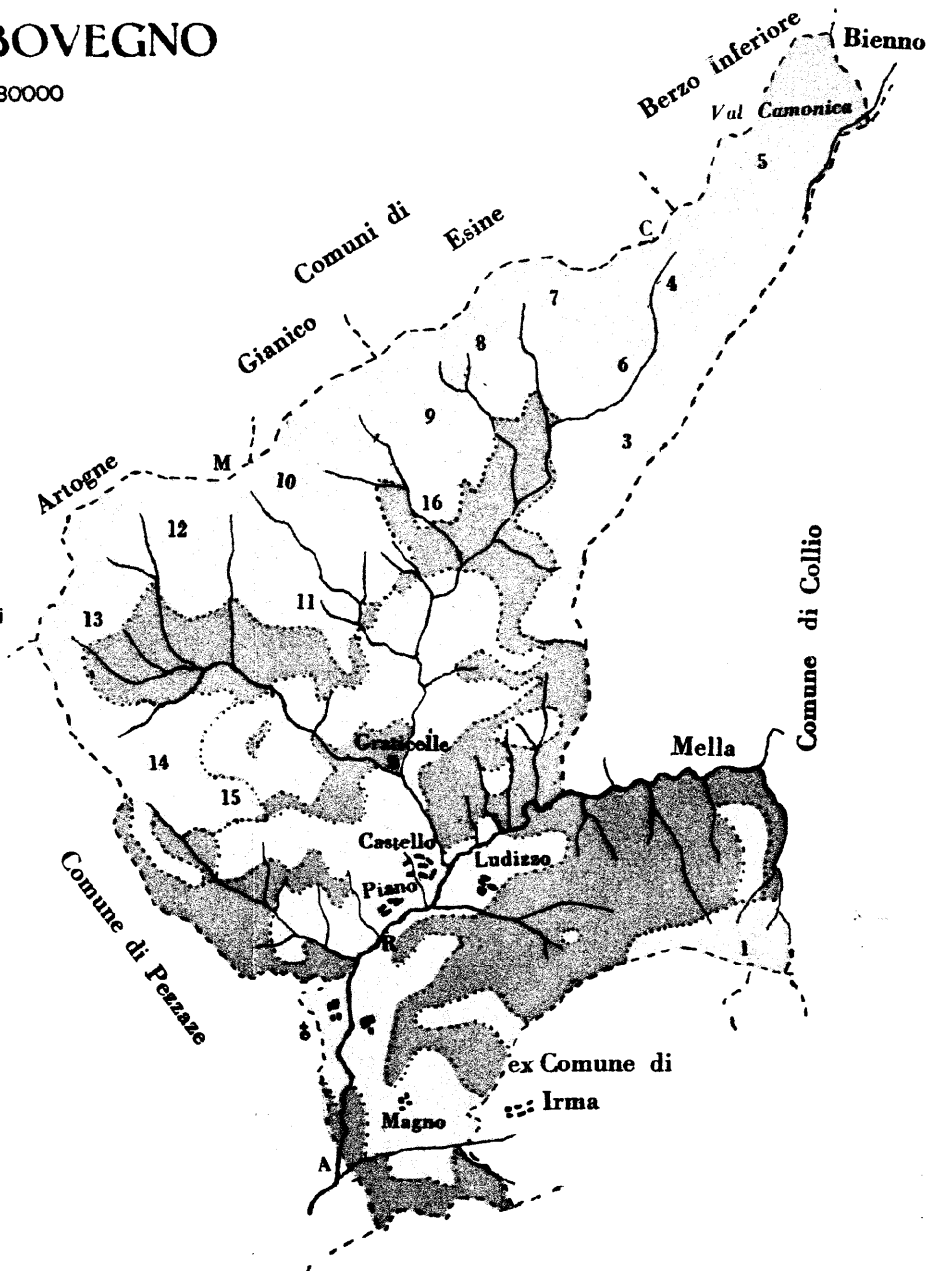 BOVEGNO
80000
Bienno
Berzo inferiore
Val Camonica
5
Comuni di
Esine
C
4
7
Gianico
8
6
9
3
M
10
Artogne
16
12
11
13
Comune di Collio
Graticelle
Mella
14
15
Castello
Ludizzo
Piano
R
1
Comune di Pezzaze
ex Comune di
Irma
Magno
A